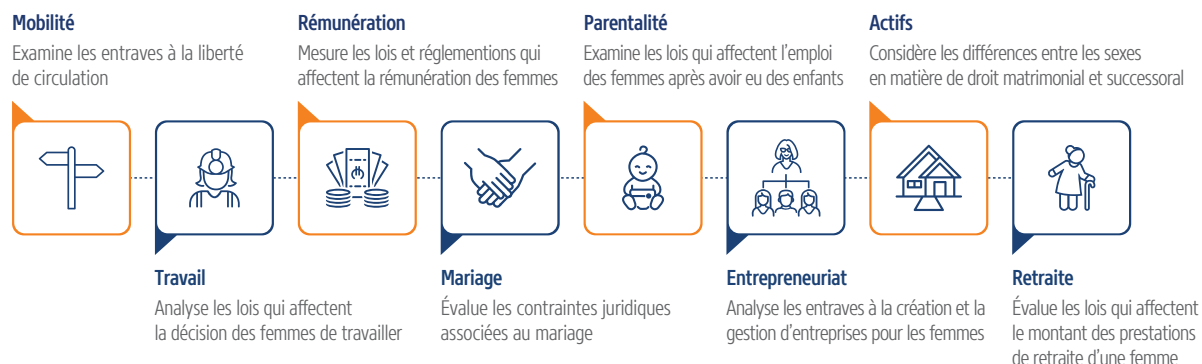 Mobilité
Examine les entraves à la liberté
de circulation
Rémunération
Mesure les lois et réglementions qui
affectent la rémunération des femmes
Parentalité
Examine les lois qui affectent l'emploi
des femmes après avoir eu des enfants
Actifs
Considère les différences entre les sexes
en matière de droit matrimonial et successoral
Travail
Analyse les lois qui affectent
la décision des femmes de travailler
Mariage
Évalue les contraintes juridiques
associées au mariage
Entrepreneuriat
Analyse les entraves à la création et la
gestion d'entreprises pour les femmes
Retraite
Évalue les lois qui affectent
le montant des prestations
de retraite d'une femme